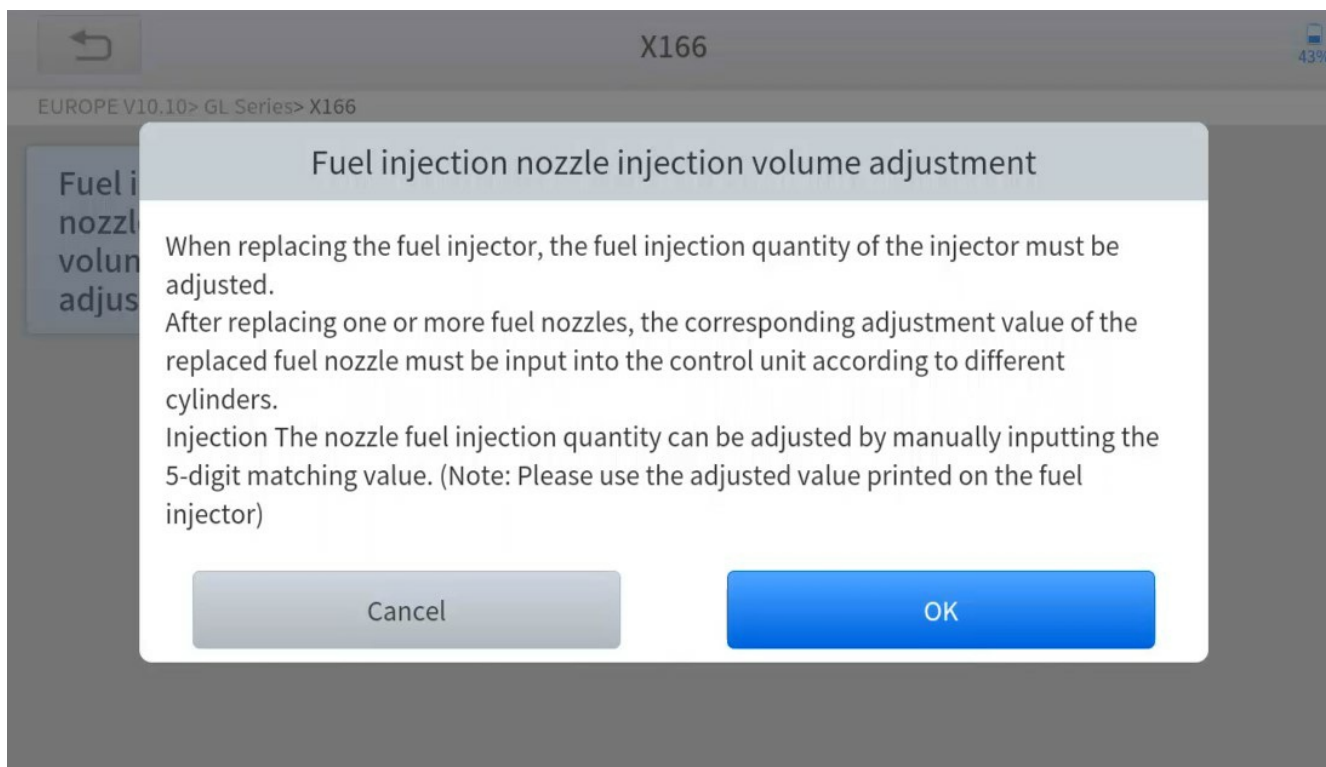 X166
43%
EUROPE V10.10> GL Series> X166
Fuel i
nozzl
volun
adjus
Fuel injection nozzle injection volume adjustment
When replacing the fuel injector, the fuel injection quantity of the injector must be
adjusted.
After replacing one or more fuel nozzles, the corresponding adjustment value of the
replaced fuel nozzle must be input into the control unit according to different
cylinders.
Injection The nozzle fuel injection quantity can be adjusted by manually inputting the
5-digit matching value. (Note: Please use the adjusted value printed on the fuel
injector)
Cancel
OK